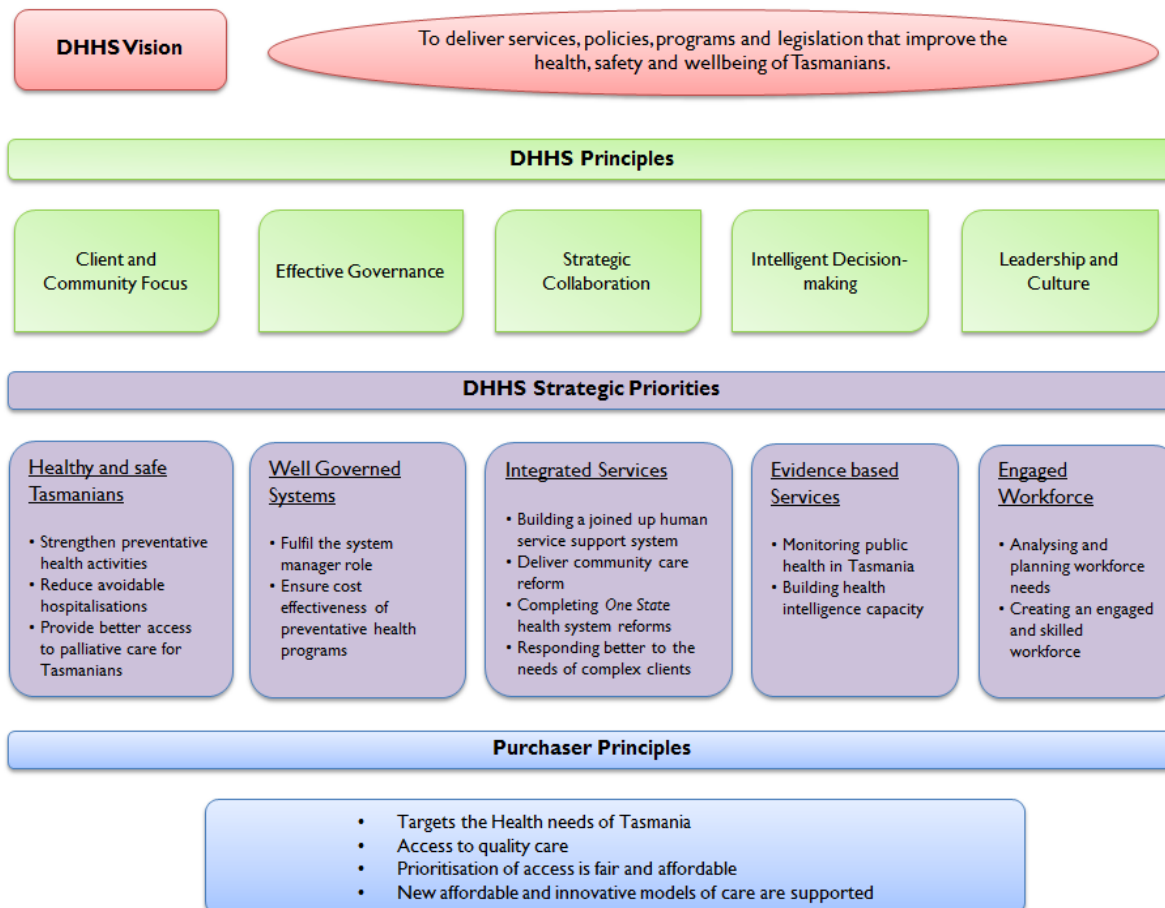 DHHS Vision
To deliver services, policies, programs and legislation that improve the
health, safety and wellbeing of Tasmanians.
DHHS Principles
Client and
Community Focus
Effective Governance
Strategic
Collaboration
Intelligent Decision-
making
Leadership and
Culture
DHHS Strategic Priorities
Healthy and safe
Tasmanians
• Strengthen preventative
health activities
• Reduce avoidable
hospitalisations
• Provide better access
to palliative care for
Tasmanians
Well Governed
Systems
• Fulfil the system
manager role
• Ensure cost
effectiveness of
preventative health
programs
Integrated Services
• Building a joined up human
service support system
• Deliver community care
reform
• Completing One State
health system reforms
• Responding better to the
needs of complex clients
Evidence based
Services
• Monitoring public
health in Tasmania
• Building health
intelligence capacity
Engaged
Workforce
• Analysing and
planning workforce
needs
• Creating an engaged
and skilled
workforce
Purchaser Principles
• Targets the Health needs of Tasmania
• Access to quality care
• Prioritisation of access is fair and affordable
• New affordable and innovative models of care are supported